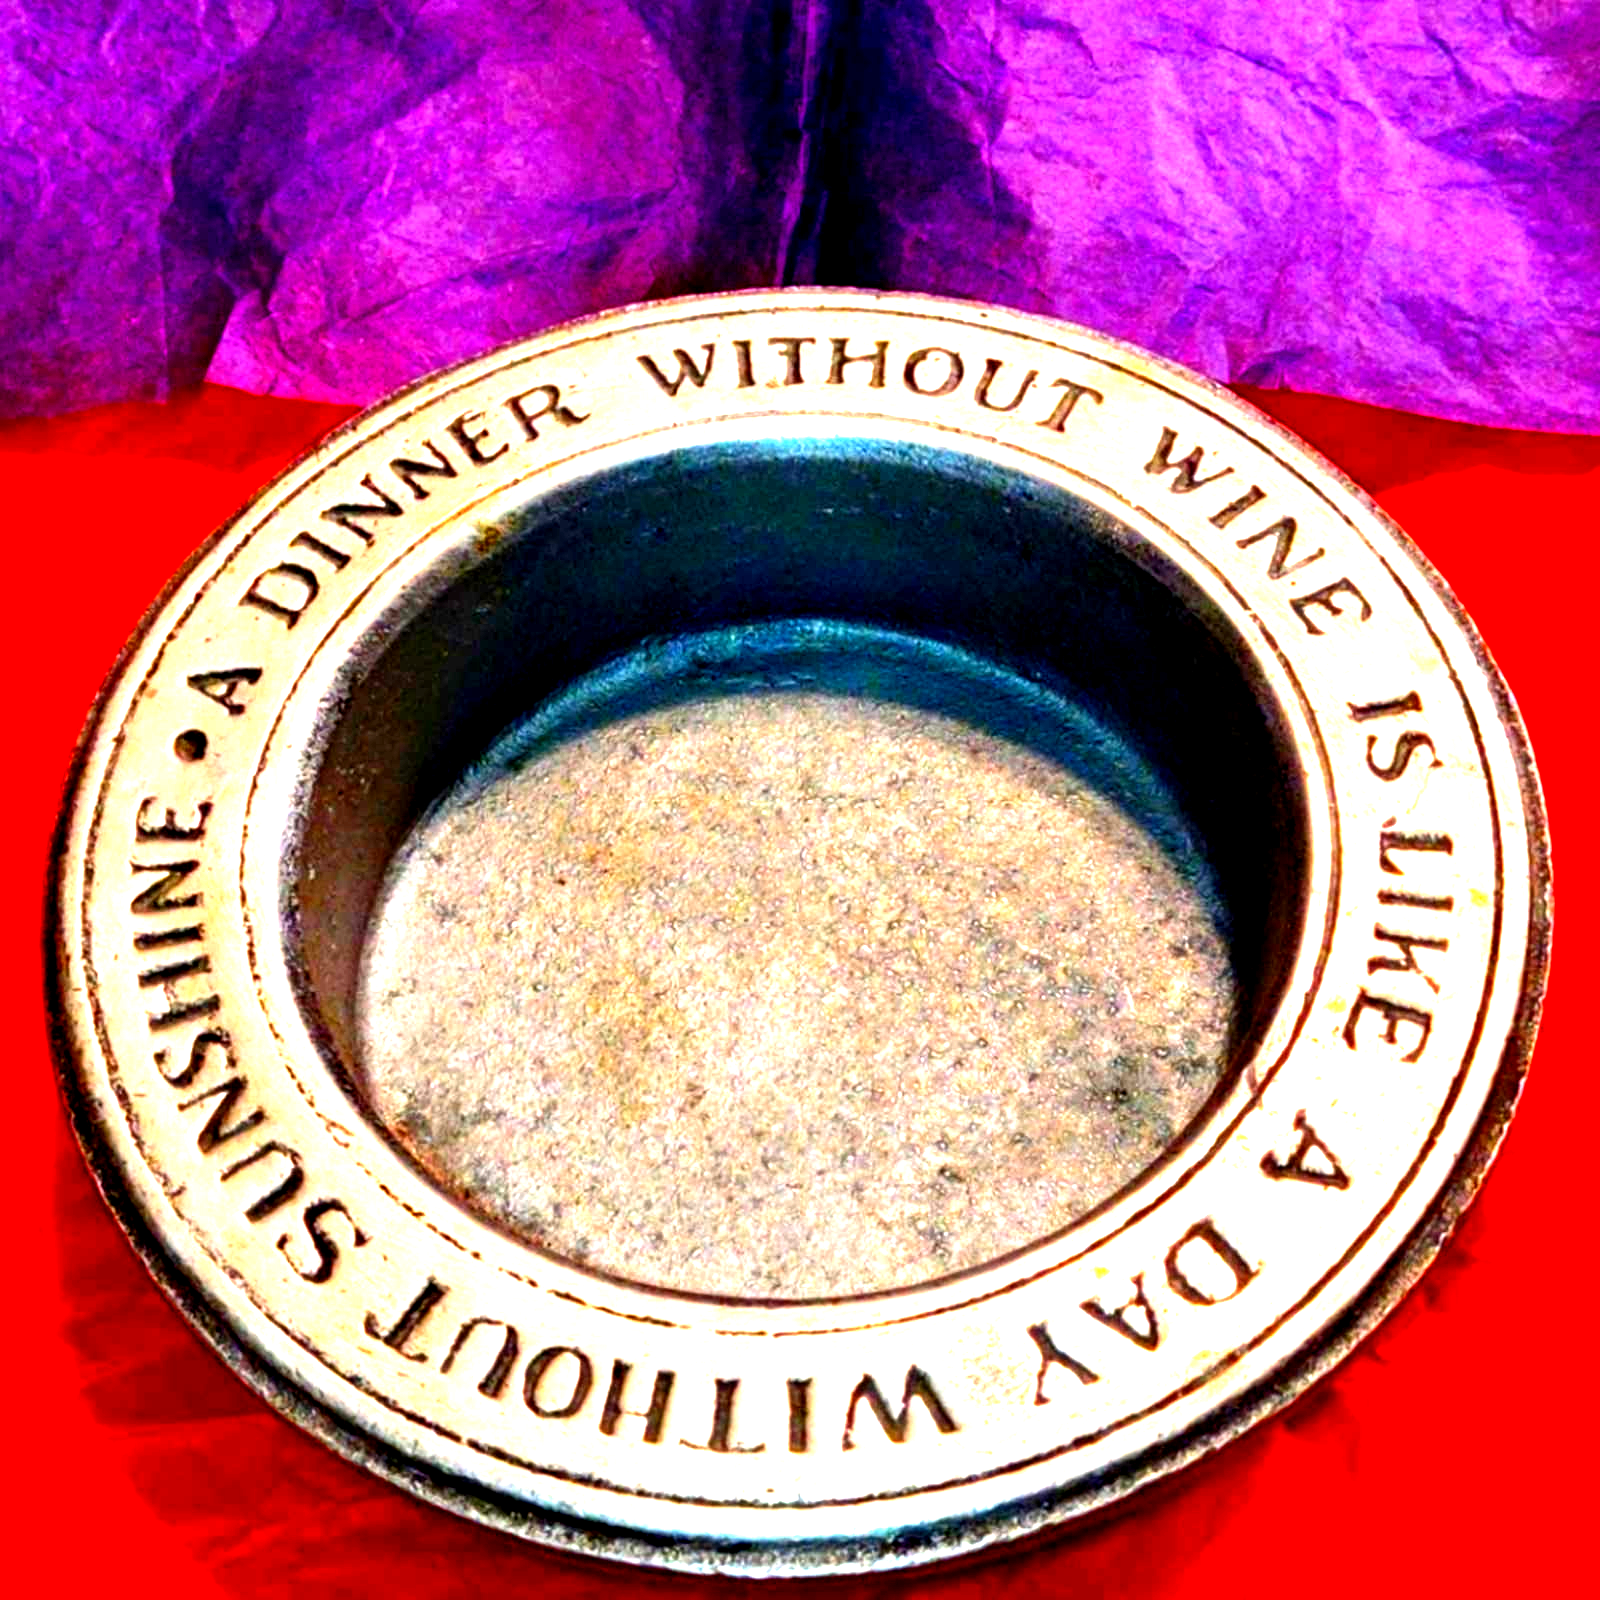 A DINNER WITHOUT WINE IS LIKE A DAY WITHOUT SUNSHINE •